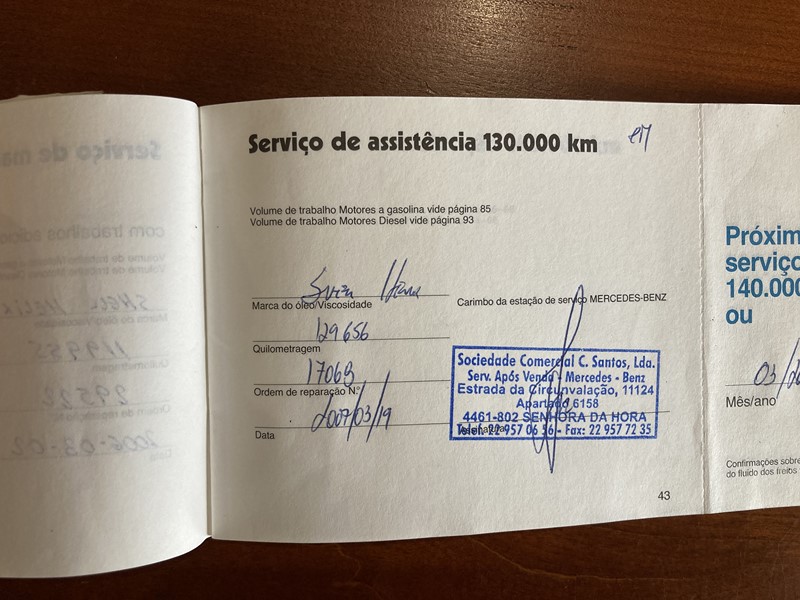 Serviço de assistência 130.000 km
Volume de trabalho Motores a gasolina vide página 85
Volume de trabalho Motores Diesel vide página 93
Marca do óleo/Viscosidade
129656
Quilometragem
Ordem de reparação N.º
2007/03/19
Data
Carimbo da estação de serviço MERCEDES-BENZ
Sociedade Comercial C. Santos, Lda.
Serv. Após Venda - Mercedes - Benz
Estrada da Circunvalação, 11124
Apartado 6158
4461-802 SENHORA DA HORA
Telef. 22 957 06 56 - Fax: 22 957 72 35
Assinatura
43
Próxim
serviço
140.000
ou
03/
Mês/ano
Confirmações sobre
do fluido dos freios